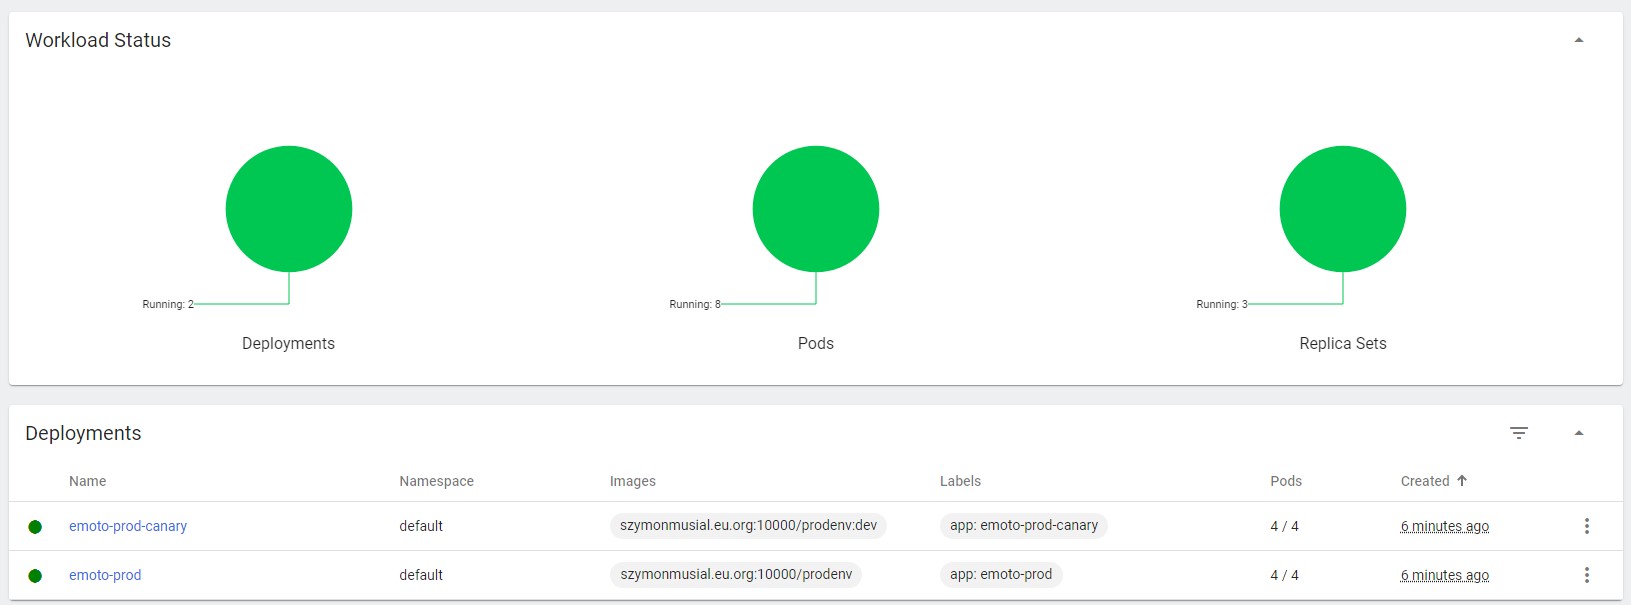 Workload Status
Running: 2
Running: 8
Running: 3
Deployments
Pods
Replica Sets
Deployments
Name Namespace Images Labels Pods Created
emoto-prod-canary default szymonmusial.eu.org:10000/prodenv:dev app: emoto-prod-canary 4 / 4 6 minutes ago
emoto-prod default szymonmusial.eu.org:10000/prodenv app: emoto-prod 4 / 4 6 minutes ago